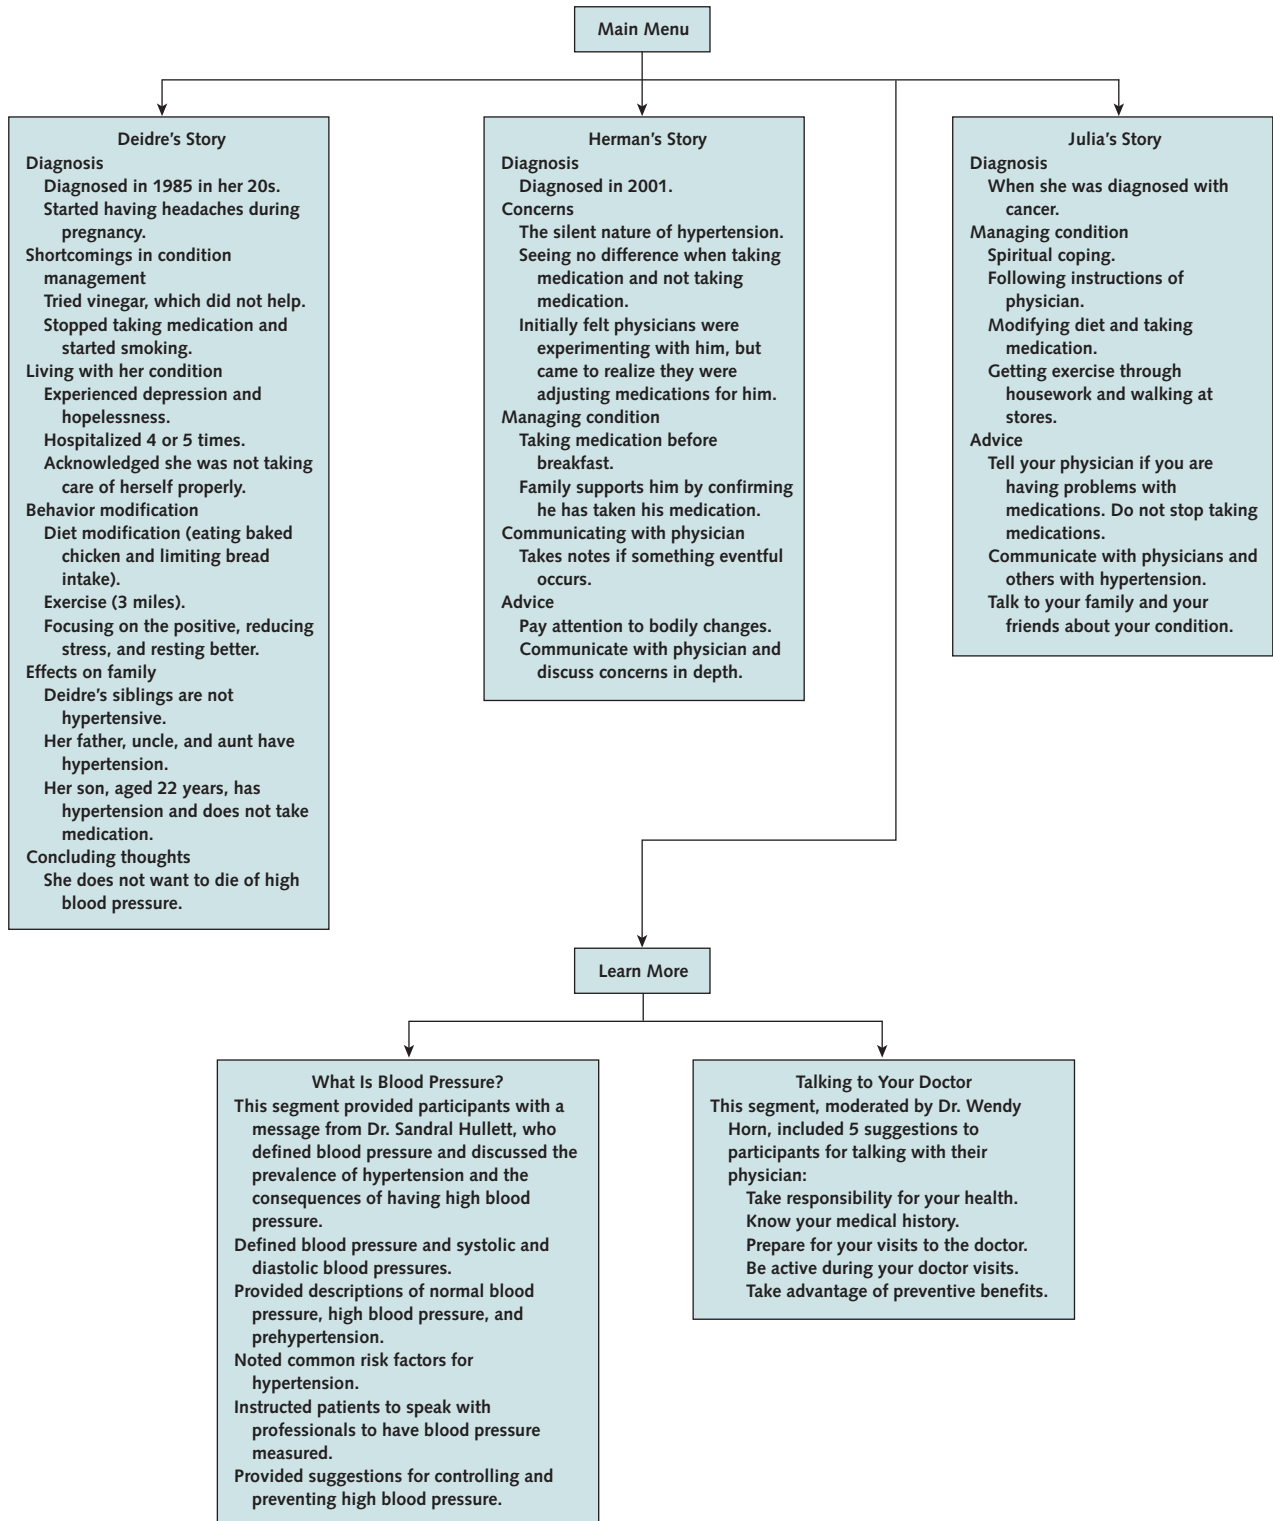 Main Menu
Deidre’s Story
Diagnosis
Diagnosed in 1985 in her 20s.
Started having headaches during
pregnancy.
Shortcomings in condition
management
Tried vinegar, which did not help.
Stopped taking medication and
started smoking.
Living with her condition
Experienced depression and
hopelessness.
Hospitalized 4 or 5 times.
Acknowledged she was not taking
care of herself properly.
Behavior modification
Diet modification (eating baked
chicken and limiting bread
intake).
Exercise (3 miles).
Focusing on the positive, reducing
stress, and resting better.
Effects on family
Deidre’s siblings are not
hypertensive.
Her father, uncle, and aunt have
hypertension.
Her son, aged 22 years, has
hypertension and does not take
medication.
Concluding thoughts
She does not want to die of high
blood pressure.
Herman’s Story
Diagnosis
Diagnosed in 2001.
Concerns
The silent nature of hypertension.
Seeing no difference when taking
medication and not taking
medication.
Initially felt physicians were
experimenting with him, but
came to realize they were
adjusting medications for him.
Managing condition
Taking medication before
breakfast.
Family supports him by confirming
he has taken his medication.
Communicating with physician
Takes notes if something eventful
occurs.
Advice
Pay attention to bodily changes.
Communicate with physician and
discuss concerns in depth.
Julia’s Story
Diagnosis
When she was diagnosed with
cancer.
Managing condition
Spiritual coping.
Following instructions of
physician.
Modifying diet and taking
medication.
Getting exercise through
housework and walking at
stores.
Advice
Tell your physician if you are
having problems with
medications. Do not stop taking
medications.
Communicate with physicians and
others with hypertension.
Talk to your family and your
friends about your condition.
Learn More
What Is Blood Pressure?
This segment provided participants with a
message from Dr. Sandral Hullett, who
defined blood pressure and discussed the
prevalence of hypertension and the
consequences of having high blood
pressure.
Defined blood pressure and systolic and
diastolic blood pressures.
Provided descriptions of normal blood
pressure, high blood pressure, and
prehypertension.
Noted common risk factors for
hypertension.
Instructed patients to speak with
professionals to have blood pressure
measured.
Provided suggestions for controlling and
preventing high blood pressure.
Talking to Your Doctor
This segment, moderated by Dr. Wendy
Horn, included 5 suggestions to
participants for talking with their
physician:
Take responsibility for your health.
Know your medical history.
Prepare for your visits to the doctor.
Be active during your doctor visits.
Take advantage of preventive benefits.